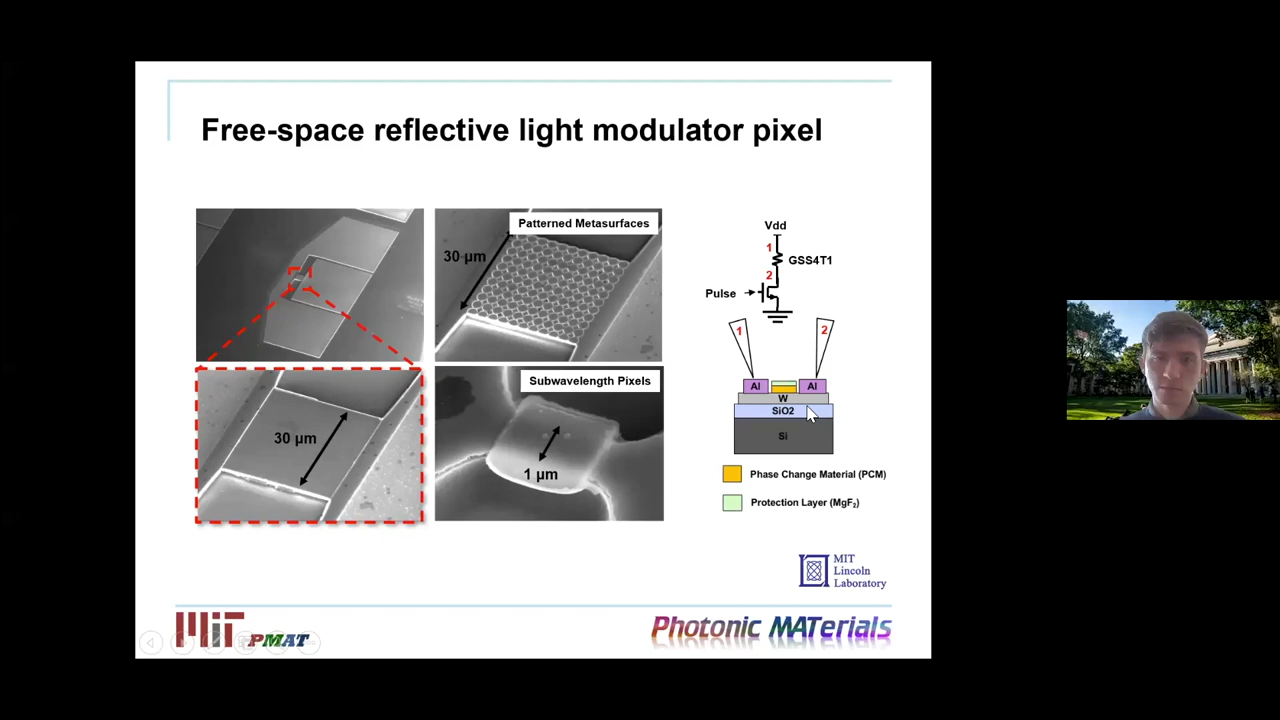 Free-space reflective light modulator pixel
Patterned Metasurfaces
30 µm
30 µm
Subwavelength Pixels
1 µm
Vdd
1
GSS4T1
2
Pulse
1
2
Al
Al
W
SiO2
Si
Phase Change Material (PCM)
Protection Layer (MgF₂)
MIT
Lincoln
Laboratory
MIT PMAT
Photonic MATerials